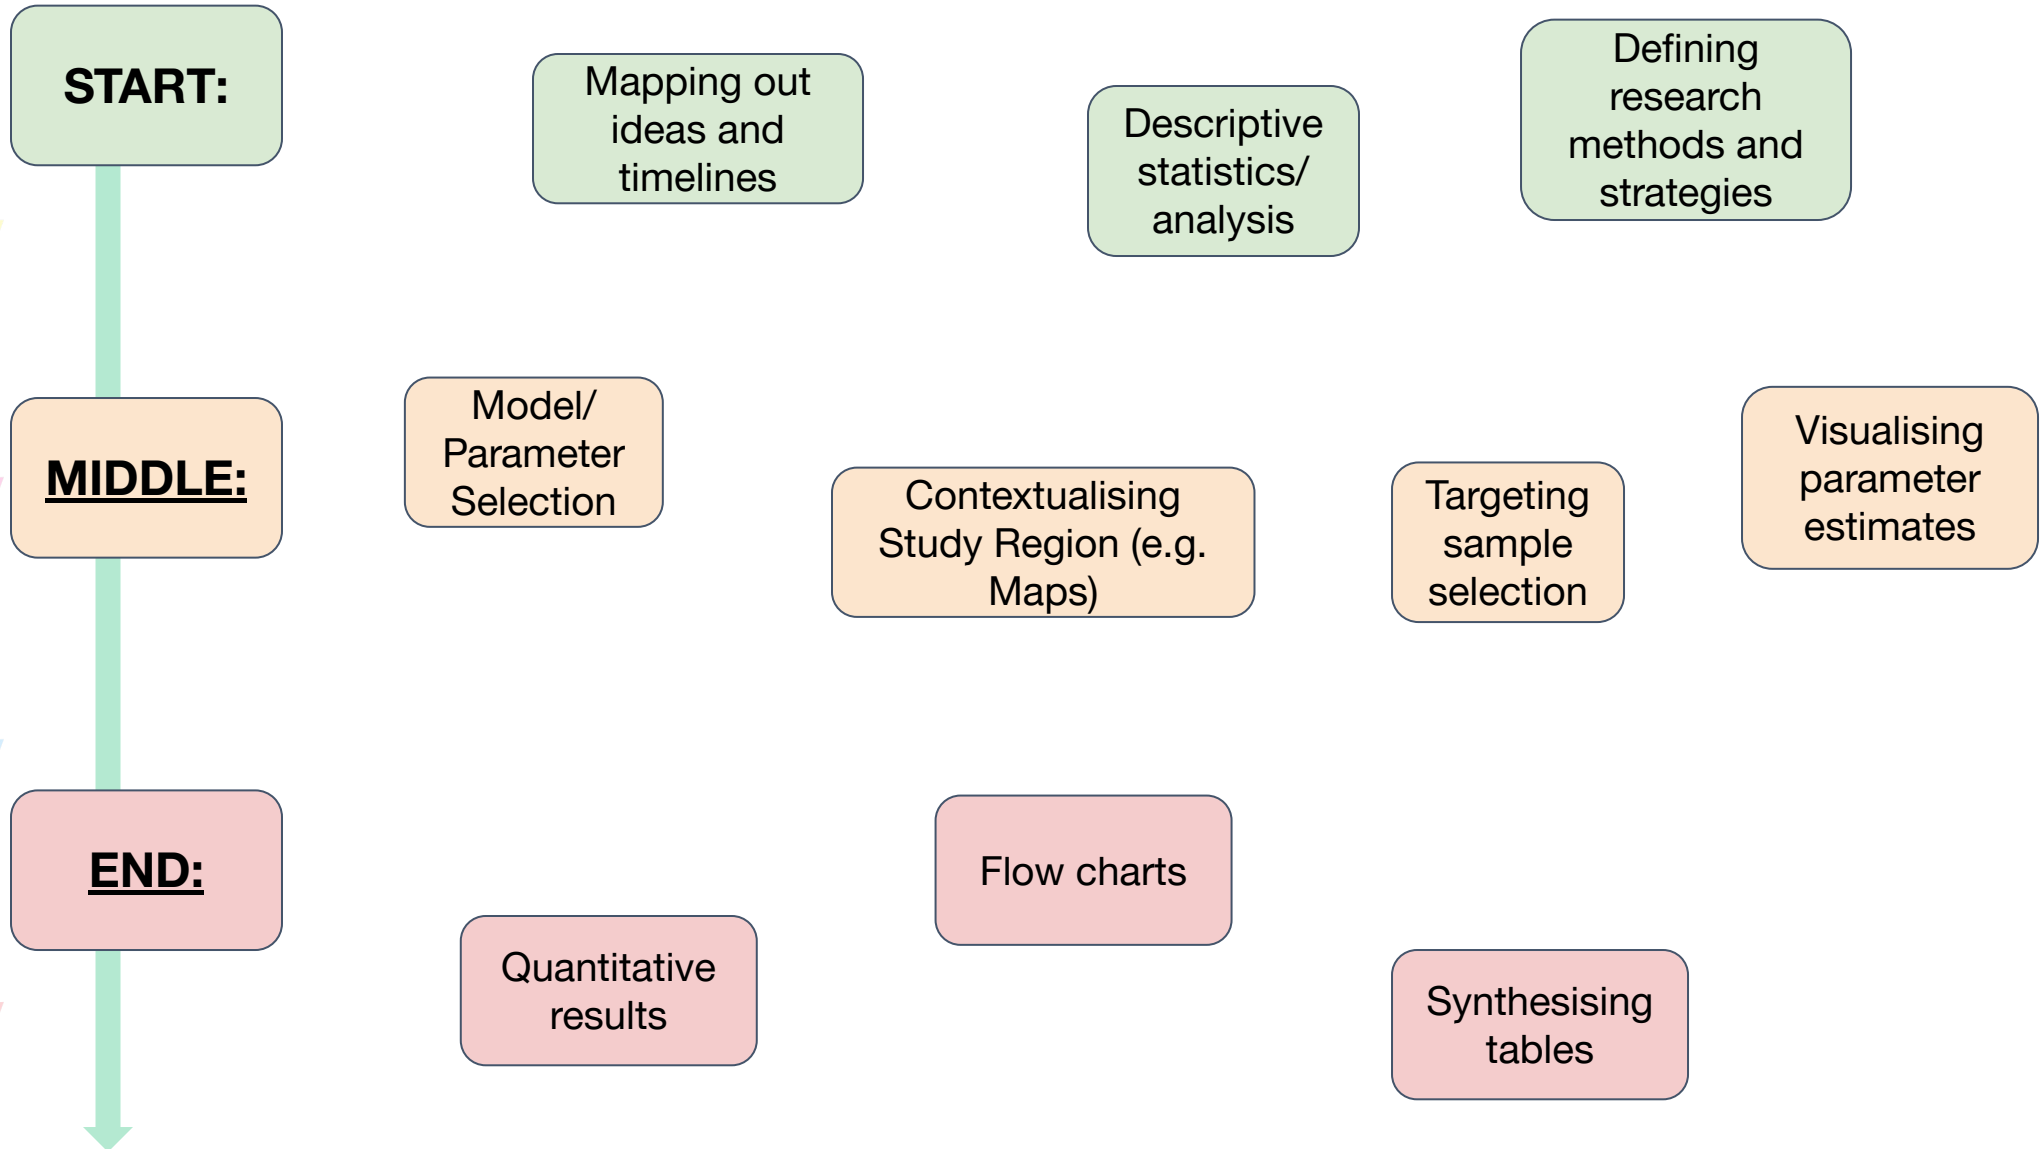 START:
Mapping out
ideas and
timelines
Descriptive
statistics/
analysis
Defining
research
methods and
strategies
MIDDLE:
Model/
Parameter
Selection
Contextualising
Study Region (e.g.
Maps)
Targeting
sample
selection
Visualising
parameter
estimates
END:
Quantitative
results
Flow charts
Synthesising
tables